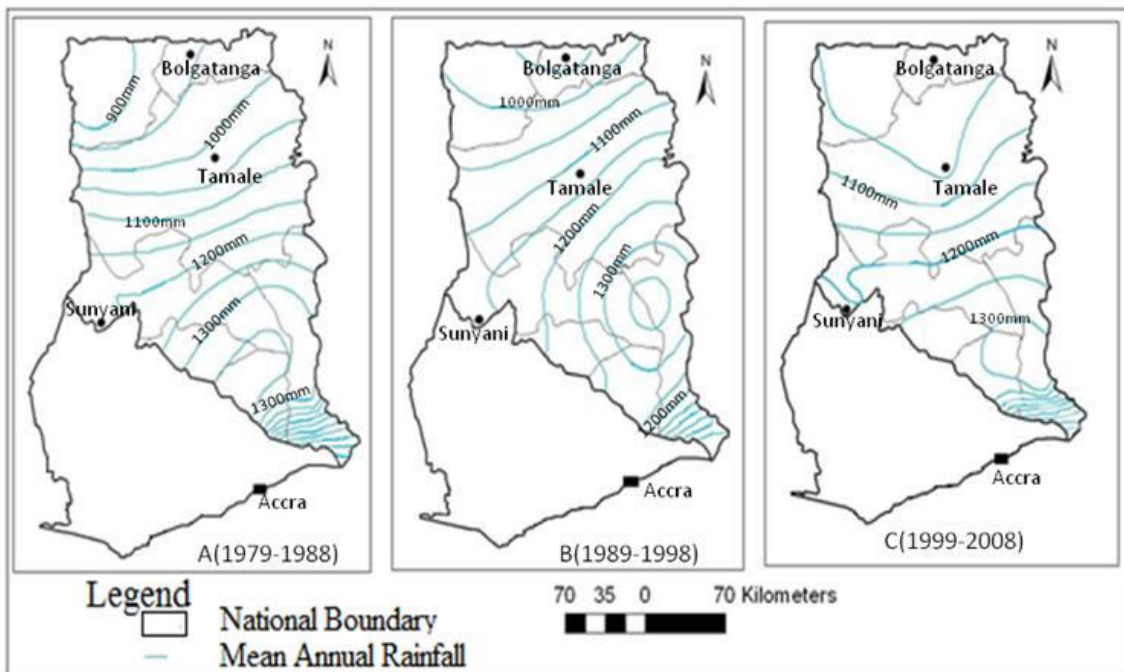 N
Bolgatanga
900mm
1000mm
Tamale
1100mm
1200mm
Sunyani
1300mm
1300mm
Accra
A(1979-1988)
N
Bolgatanga
1000mm
1100mm
Tamale
1200mm
1300mm
Sunyani
1200mm
Accra
B(1989-1998)
N
Bolgatanga
Tamale
1100mm
1200mm
Sunyani
1300mm
Accra
C(1999-2008)
Legend
National Boundary
Mean Annual Rainfall
70 35 0 70 Kilometers